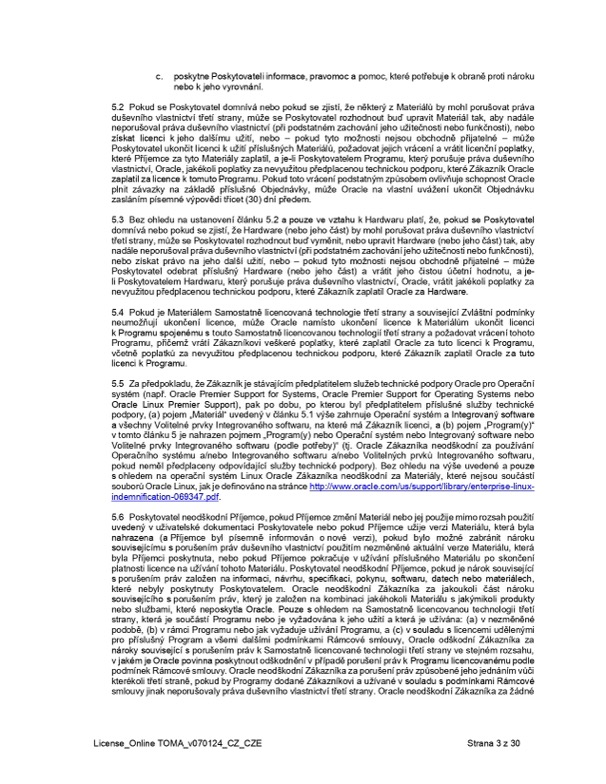 c. poskytne Poskytovateli informace, pravomoc a pomoc, které potřebuje k obraně proti nároku
nebo k jeho vyrovnání.
5.2 Pokud se Poskytovatel domnívá nebo pokud se zjistí, že některý z Materiálů by mohl porušovat práva
duševního vlastnictví třetí strany, může se Poskytovatel rozhodnout buď upravit Materiál tak, aby nadále
neporušoval práva duševního vlastnictví (při podstatném zachování jeho užitečnosti nebo funkčnosti), nebo
získat licenci k jeho dalšímu užití, nebo – pokud tyto možnosti nejsou obchodně přijatelné – může
Poskytovatel ukončit licenci k užití příslušných Materiálů, požadovat jejich vrácení a vrátit licenční poplatky,
které Příjemce za tyto Materiály zaplatil, a je-li Poskytovatelem Programu, který porušuje práva duševního
vlastnictví, Oracle, jakékoli poplatky za nevyužitou předplacenou technickou podporu, které Zákazník Oracle
zaplatil za licence k tomuto Programu. Pokud toto vrácení podstatným způsobem ovlivňuje schopnost Oracle
plnit závazky na základě příslušné Objednávky, může Oracle na vlastní uvážení ukončit Objednávku
zasláním písemné výpovědi třicet (30) dní předem.
5.3 Bez ohledu na ustanovení článku 5.2 a pouze ve vztahu k Hardwaru platí, že, pokud se Poskytovatel
domnívá nebo pokud se zjistí, že Hardware (nebo jeho část) by mohl porušovat práva duševního vlastnictví
třetí strany, může se Poskytovatel rozhodnout buď vyměnit, nebo upravit Hardware (nebo jeho část) tak, aby
nadále neporušoval práva duševního vlastnictví (při podstatném zachování jeho užitečnosti nebo funkčnosti),
nebo získat právo na jeho další užití, nebo – pokud tyto možnosti nejsou obchodně přijatelné – může
Poskytovatel odebrat příslušný Hardware (nebo jeho část) a vrátit jeho čistou účetní hodnotu, a je-
li Poskytovatelem Hardwaru, který porušuje práva duševního vlastnictví, Oracle, vrátit jakékoli poplatky za
nevyužitou předplacenou technickou podporu, které Zákazník zaplatil Oracle za Hardware.
5.4 Pokud je Materiálem Samostatně licencovaná technologie třetí strany a související Zvláštní podmínky
neumožňují ukončení licence, může Oracle namísto ukončení licence k Materiálům ukončit licenci
k Programu spojenému s touto Samostatně licencovanou technologií třetí strany a požadovat vrácení tohoto
Programu, přičemž vrátí Zákazníkovi veškeré poplatky, které zaplatil Oracle za tuto licenci k Programu,
včetně poplatků za nevyužitou předplacenou technickou podporu, které Zákazník zaplatil Oracle za tuto
licenci k Programu.
5.5 Za předpokladu, že Zákazník je stávajícím předplatitelem služeb technické podpory Oracle pro Operační
systém (např. Oracle Premier Support for Systems, Oracle Premier Support for Operating Systems nebo
Oracle Linux Premier Support), pak po dobu, po kterou byl předplatitelem příslušné služby technické
podpory, (a) pojem „Materiál“ uvedený v článku 5.1 výše zahrnuje Operační systém a Integrovaný software
a všechny Volitelné prvky Integrovaného software, na které má Zákazník licenci, a (b) pojem „Program(y)“
v tomto článku 5 je nahrazen pojmem „Program(y) nebo Operační systém nebo Integrovaný software nebo
Volitelné prvky Integrovaného softwaru (podle potřeby)“ (tj. Oracle Zákazníka neodškodní za používání
Operačního systému a/nebo Integrovaného softwaru a/nebo Volitelných prvků Integrovaného software,
pokud neměl předplaceny odpovídající služby technické podpory). Bez ohledu na výše uvedené a pouze
s ohledem na operační systém Linux Oracle Zákazníka neodškodní za Materiály, které nejsou součástí
souborů Oracle Linux, jak je definováno na stránce http://www.oracle.com/us/support/library/enterprise-linux-
indemnification-069347.pdf.
5.6 Poskytovatel neodškodní Příjemce, pokud Příjemce změní Materiál nebo jej použije mimo rozsah použití
uvedený v uživatelské dokumentaci Poskytovatele nebo pokud Příjemce užije verzi Materiálu, která byla
nahrazena (a Příjemce byl písemně informován o nové verzi), pokud bylo možné zabránit nároku
souvisejícímu s porušením práv duševního vlastnictví použitím nezměněné aktuální verze Materiálu, která
byla Příjemci poskytnuta, nebo pokud Příjemce pokračuje v užívání příslušného Materiálu po skončení
platnosti licence na užívání tohoto Materiálu. Poskytovatel neodškodní Příjemce, pokud je nárok související
s porušením práv založen na informaci, návrhu, specifikaci, pokynu, softwaru, datech nebo materiálech,
které nebyly poskytnuty Poskytovatelem. Oracle neodškodní Zákazníka za jakoukoli část nároku
souvisejícího s porušením práv, který je založen na kombinaci jakéhokoli Materiálu s jakýmikoli produkty
nebo službami, které neposkytla Oracle. Pouze s ohledem na Samostatně licencovanou technologii třetí
strany, která je součástí Programu nebo je vyžadována k jeho užití a která je užívána: (a) v nezměněné
podobě, (b) v rámci Programu nebo jak vyžaduje užívání Programu, a (c) v souladu s licencemi udělenými
pro příslušný Program a všemi dalšími podmínkami Rámcové smlouvy, Oracle odškodní Zákazníka za
nároky související s porušením práv k Samostatně licencované technologii třetí strany ve stejném rozsahu,
v jakém je Oracle povinna poskytnout odškodnění v případě porušení práv k Programu licencovanému podle
podmínek Rámcové smlouvy. Oracle neodškodní Zákazníka za porušení práv způsobené jeho jednáním vůči
kterékoli třetí straně, pokud by Programy dodané Zákazníkovi a užívané v souladu s podmínkami Rámcové
smlouvy jinak neporušovaly práva duševního vlastnictví třetí strany. Oracle neodškodní Zákazníka za žádné
License_Online TOMA_v070124_CZ_CZE
Strana 3 z 30